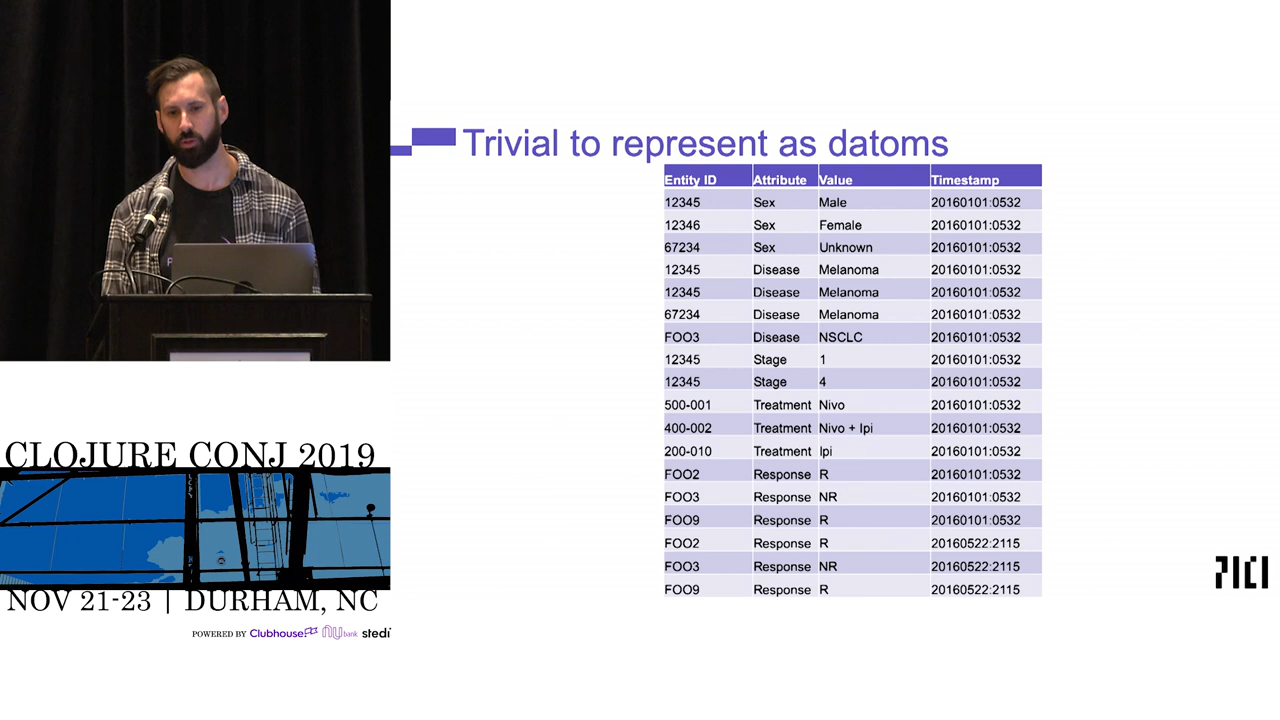 Trivial to represent as datoms
Entity ID Attribute Value Timestamp
12345 Sex Male 20160101:0532
12346 Sex Female 20160101:0532
67234 Sex Unknown 20160101:0532
12345 Disease Melanoma 20160101:0532
12345 Disease Melanoma 20160101:0532
67234 Disease Melanoma 20160101:0532
FOO3 Disease NSCLC 20160101:0532
12345 Stage 1 20160101:0532
12345 Stage 4 20160101:0532
500-001 Treatment Nivo 20160101:0532
400-002 Treatment Nivo + Ipi 20160101:0532
200-010 Treatment Ipi 20160101:0532
FOO2 Response R 20160101:0532
FOO3 Response NR 20160101:0532
FOO9 Response R 20160101:0532
FOO2 Response R 20160522:2115
FOO3 Response NR 20160522:2115
FOO9 Response R 20160522:2115
PICI
CLOJURE CONJ 2019
NOV 21-23 | DURHAM, NC
POWERED BY Clubhouse nu bank stedi